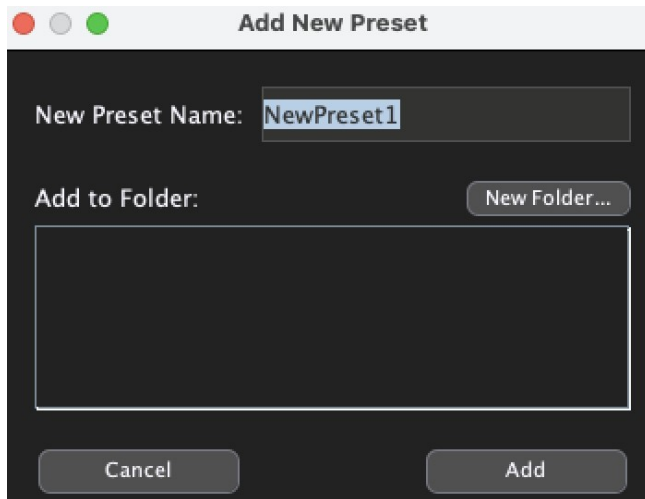 Add New Preset
New Preset Name: NewPreset1
Add to Folder: New Folder...
Cancel Add